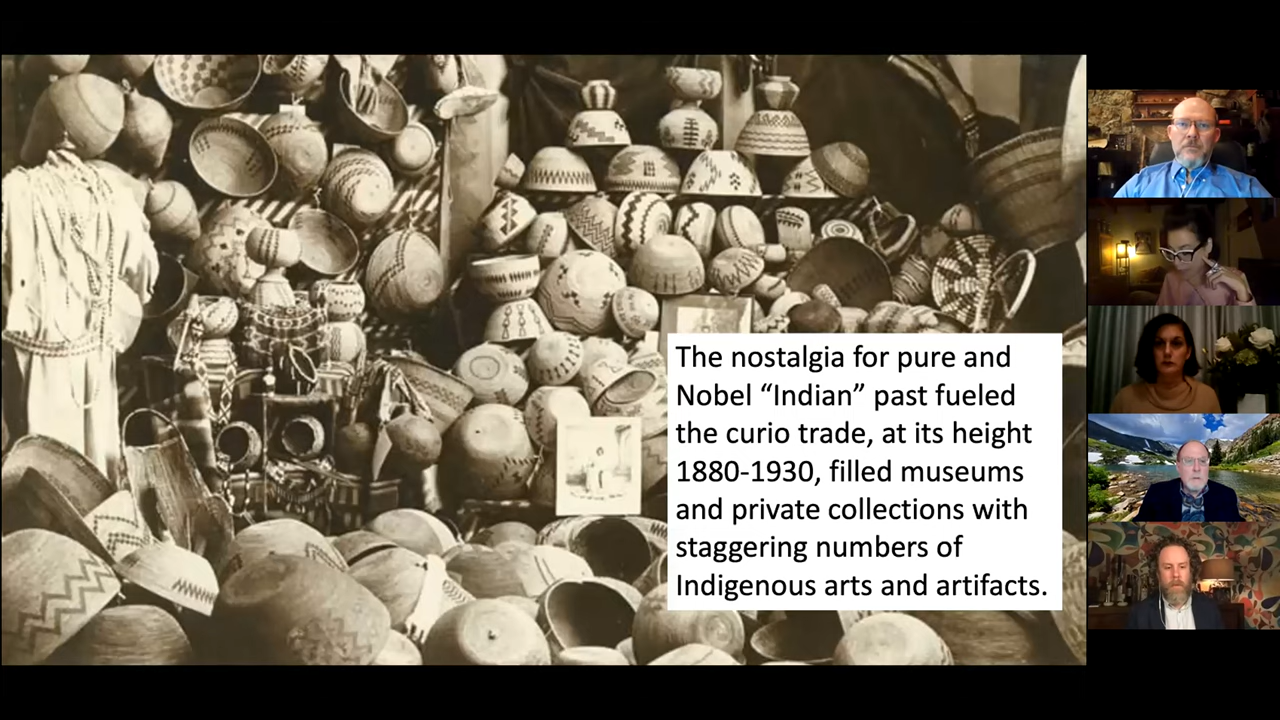 The nostalgia for pure and
Nobel “Indian” past fueled
the curio trade, at its height
1880-1930, filled museums
and private collections with
staggering numbers of
Indigenous arts and artifacts.